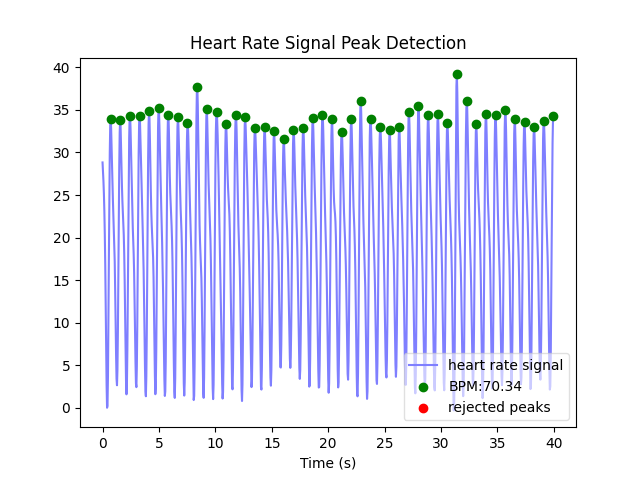 Heart Rate Signal Peak Detection
40
35
30
25
20
15
10
5
0
heart rate signal
BPM:70.34
rejected peaks
0 5 10 15 20 25 30 35 40
Time (s)